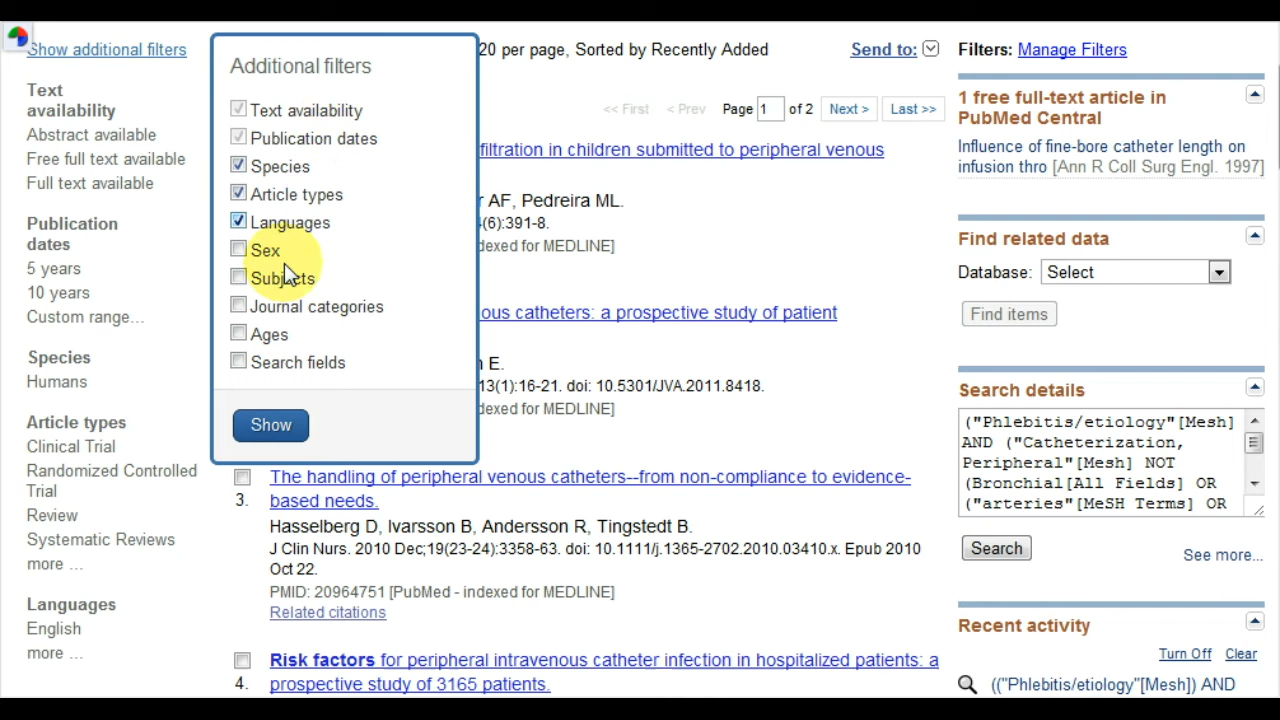 Show additional filters
Text
availability
Abstract available
Free full text available
Full text available
Publication
dates
5 years
10 years
Custom range...
Species
Humans
Article types
Clinical Trial
Randomized Controlled
Trial
Review
Systematic Reviews
more ...
Languages
English
more ...
Additional filters
Text availability
Publication dates
Species
Article types
Languages
Sex
Subjects
Journal categories
Ages
Search fields
Show
20 per page, Sorted by Recently Added
Send to:
<< First < Prev Page 1 of 2 Next > Last >>
filtration in children submitted to peripheral venous
AF, Pedreira ML.
(6):391-8.
indexed for MEDLINE]
ous catheters: a prospective study of patient
E.
13(1):16-21. doi: 10.5301/JVA.2011.8418.
indexed for MEDLINE]
3. The handling of peripheral venous catheters--from non-compliance to evidence-
based needs.
Hasselberg D, Ivarsson B, Andersson R, Tingstedt B.
J Clin Nurs. 2010 Dec;19(23-24):3358-63. doi: 10.1111/j.1365-2702.2010.03410.x. Epub 2010
Oct 22.
PMID: 20964751 [PubMed - indexed for MEDLINE]
Related citations
4. Risk factors for peripheral intravenous catheter infection in hospitalized patients: a
prospective study of 3165 patients.
Filters: Manage Filters
1 free full-text article in
PubMed Central
Influence of fine-bore catheter length on
infusion thro [Ann R Coll Surg Engl. 1997]
Find related data
Database: Select
Find items
Search details
("Phlebitis/etiology"[Mesh]
AND ("Catheterization,
Peripheral"[Mesh] NOT
(Bronchial[All Fields] OR
("arteries"[MeSH Terms] OR
Search
See more...
Recent activity
Turn Off Clear
(("Phlebitis/etiology"[Mesh]) AND